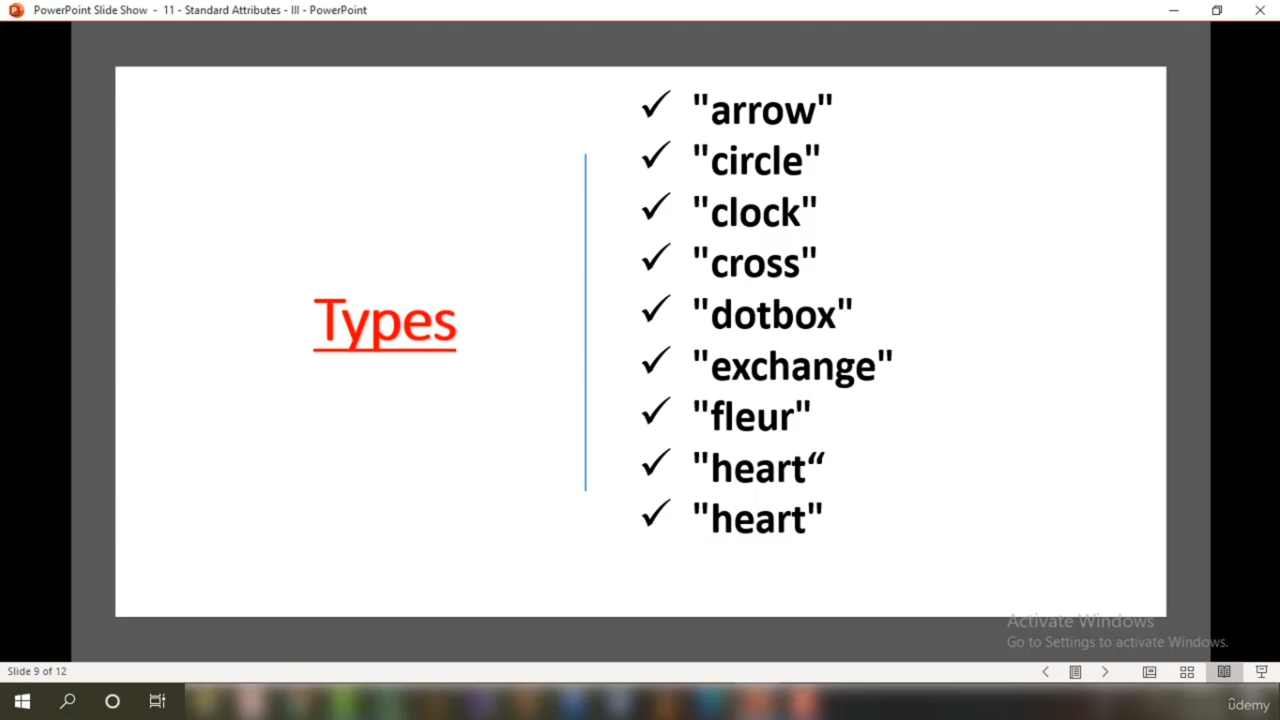 PowerPoint Slide Show - 11 - Standard Attributes - III - PowerPoint
Types
✓ "arrow"
✓ "circle"
✓ "clock"
✓ "cross"
✓ "dotbox"
✓ "exchange"
✓ "fleur"
✓ "heart“
✓ "heart"
Activate Windows
Go to Settings to activate Windows.
Slide 9 of 12
ûdemy